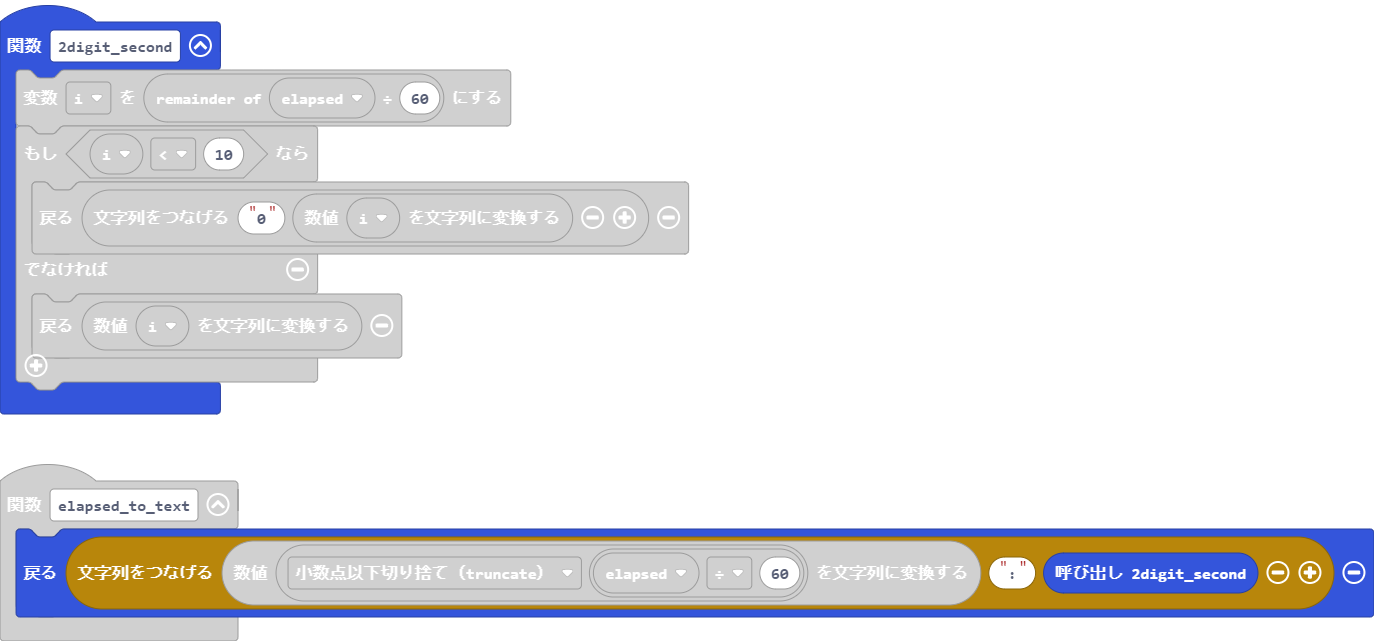 関数 2digit_second
変数 i を remainder of elapsed ÷ 60 にする
もし i < 10 なら
戻る 文字列をつなげる "0" 数値 i を文字列に変換する
でなければ
戻る 数値 i を文字列に変換する
関数 elapsed_to_text
戻る 文字列をつなげる 数値 小数点以下切り捨て（truncate） elapsed ÷ 60 を文字列に変換する ":" 呼び出し 2digit_second